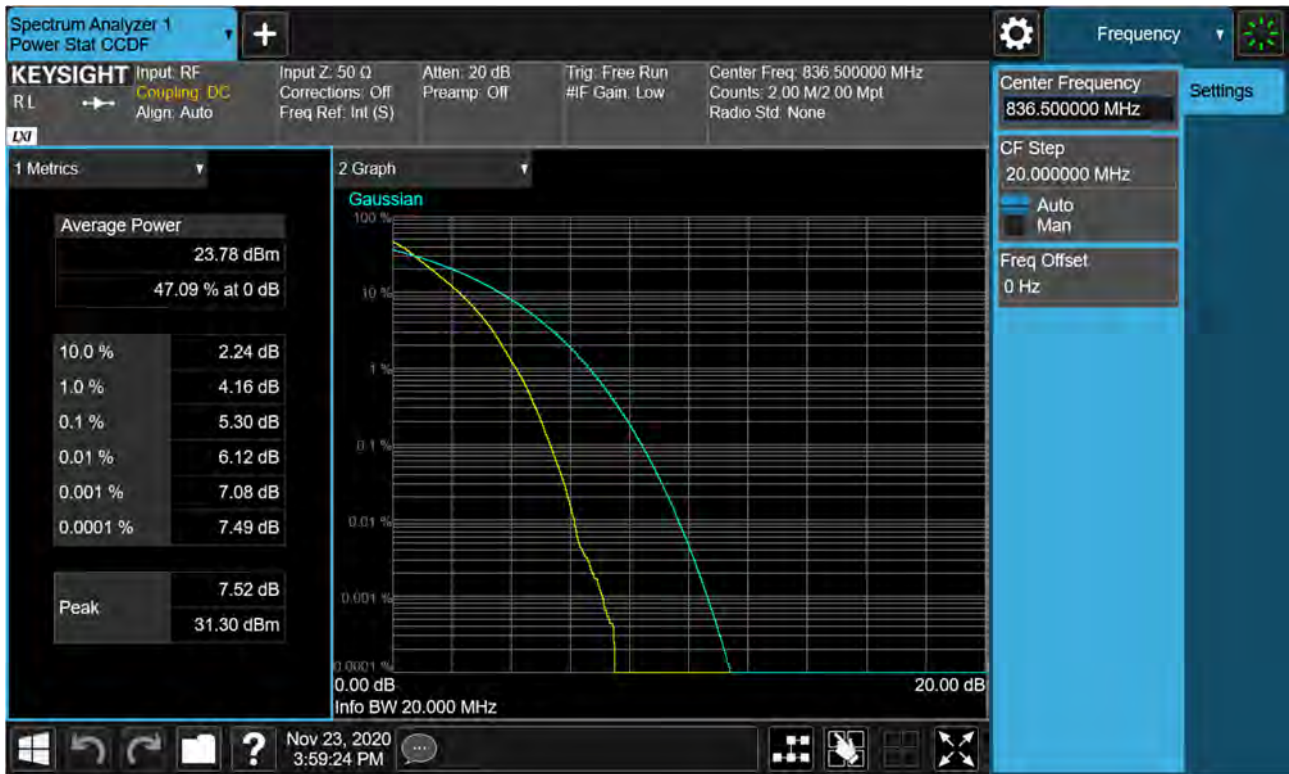 Spectrum Analyzer 1
Power Stat CCDF
Frequency
KEYSIGHT
RL
LXI
Input: RF
Coupling: DC
Align: Auto
Input Z: 50 Ω
Corrections: Off
Freq Ref: Int (S)
Atten: 20 dB
Preamp: Off
Trig: Free Run
#IF Gain: Low
Center Freq: 836.500000 MHz
Counts: 2.00 M/2.00 Mpt
Radio Std: None
1 Metrics
Average Power
23.78 dBm
47.09 % at 0 dB
10.0 % 2.24 dB
1.0 % 4.16 dB
0.1 % 5.30 dB
0.01 % 6.12 dB
0.001 % 7.08 dB
0.0001 % 7.49 dB
Peak
7.52 dB
31.30 dBm
2 Graph
Gaussian
100 %
10 %
1 %
0.1 %
0.01 %
0.001 %
0.0001 %
0.00 dB 20.00 dB
Info BW 20.000 MHz
Center Frequency
836.500000 MHz
CF Step
20.000000 MHz
Auto
Man
Freq Offset
0 Hz
Settings
?
Nov 23, 2020
3:59:24 PM